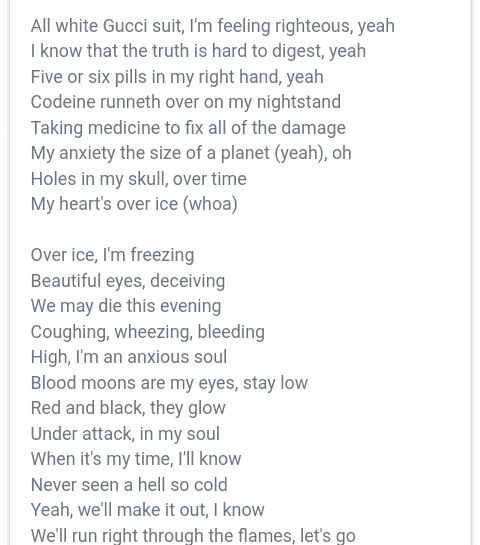 All white Gucci suit, I'm feeling righteous, yeah
I know that the truth is hard to digest, yeah
Five or six pills in my right hand, yeah
Codeine runneth over on my nightstand
Taking medicine to fix all of the damage
My anxiety the size of a planet (yeah), oh
Holes in my skull, over time
My heart's over ice (whoa)

Over ice, I'm freezing
Beautiful eyes, deceiving
We may die this evening
Coughing, wheezing, bleeding
High, I'm an anxious soul
Blood moons are my eyes, stay low
Red and black, they glow
Under attack, in my soul
When it's my time, I'll know
Never seen a hell so cold
Yeah, we'll make it out, I know
We'll run right through the flames, let's go